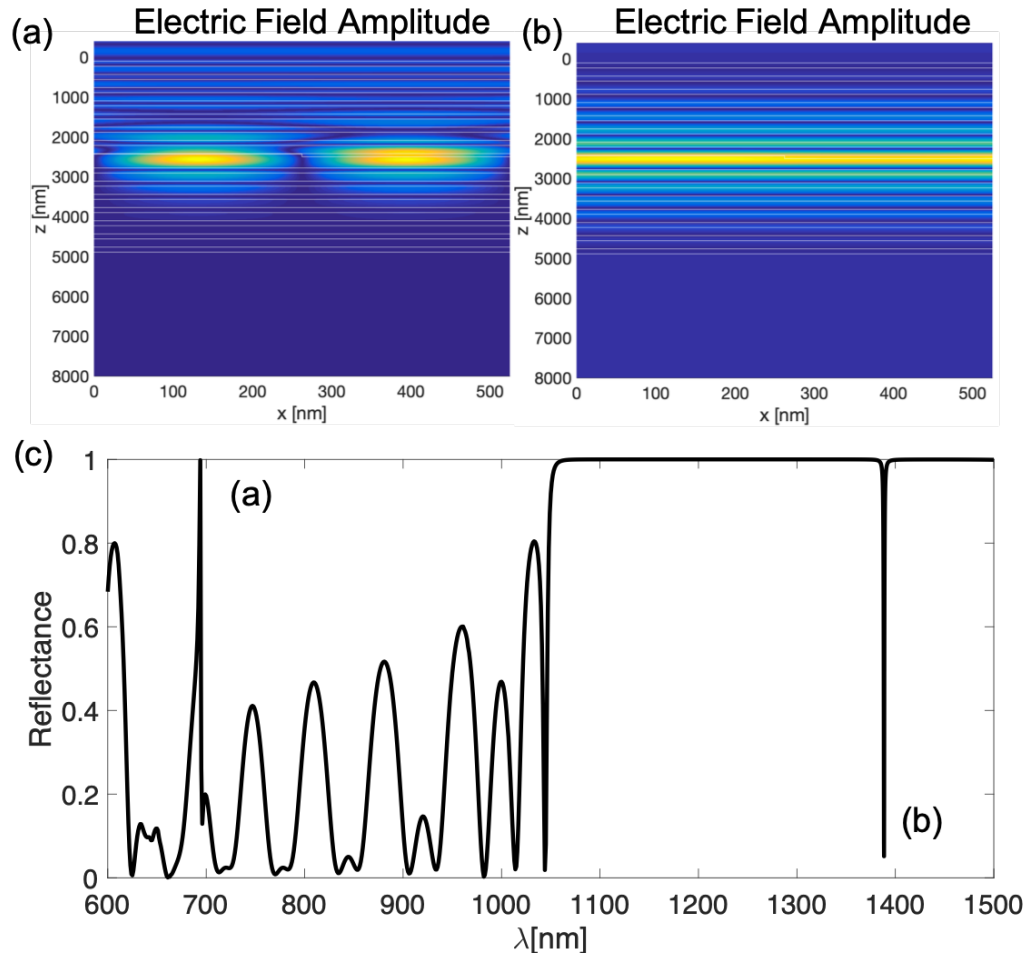 (a) Electric Field Amplitude
0
1000
2000
3000
4000
5000
6000
7000
8000
z [nm]
0 100 200 300 400 500
x [nm]
(b) Electric Field Amplitude
0
1000
2000
3000
4000
5000
6000
7000
8000
z [nm]
0 100 200 300 400 500
x [nm]
(c)
1
0.8
0.6
0.4
0.2
0
Reflectance
(a)
(b)
600 700 800 900 1000 1100 1200 1300 1400 1500
λ[nm]